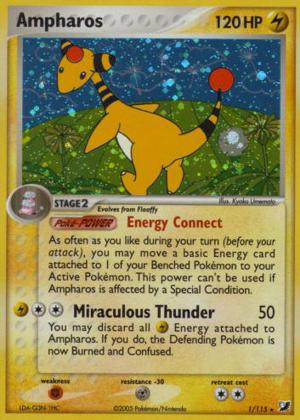 Ampharos 120 HP
Illus. Kyoko Umemoto
STAGE2 Evolves from Flaaffy
Poké-POWER Energy Connect
As often as you like during your turn (before your
attack), you may move a basic Energy card
attached to 1 of your Benched Pokémon to your
Active Pokémon. This power can't be used if
Ampharos is affected by a Special Condition.
Miraculous Thunder 50
You may discard all Energy attached to
Ampharos. If you do, the Defending Pokémon is
now Burned and Confused.
weakness resistance -30 retreat cost
LDA-G3N-1HC ©2005 Pokémon/Nintendo 1/115